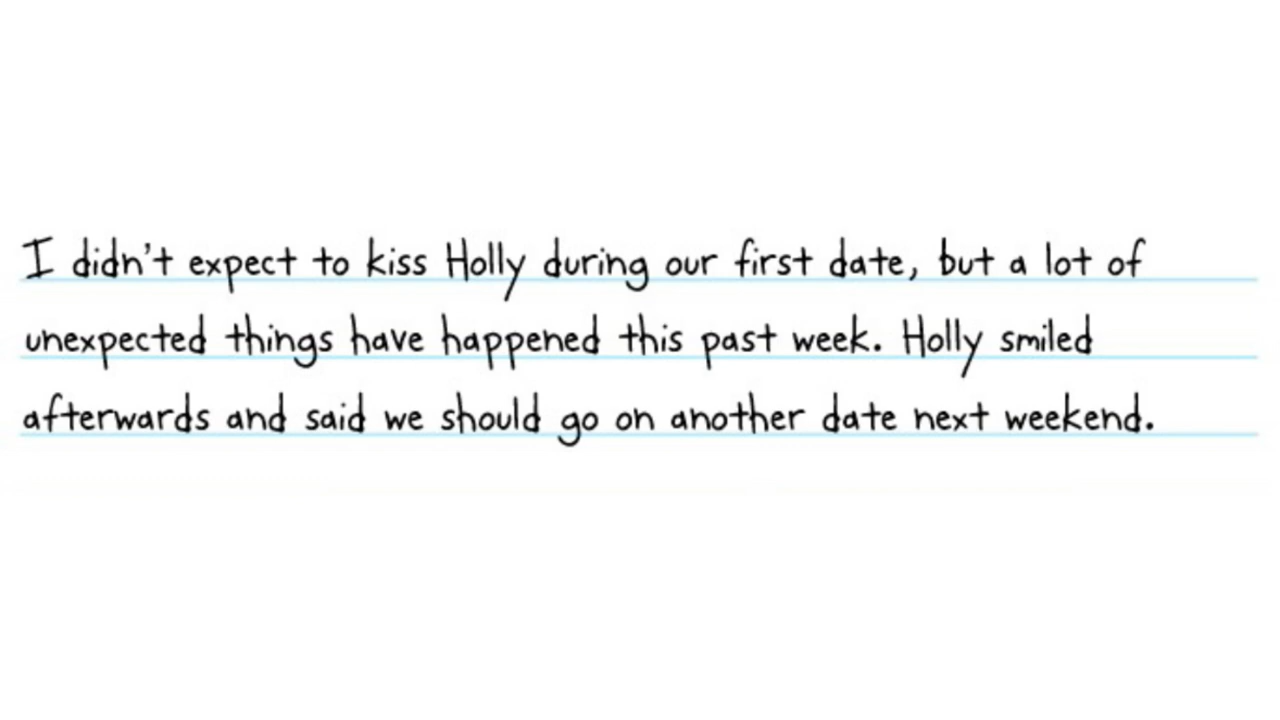 I didn't expect to kiss Holly during our first date, but a lot of
unexpected things have happened this past week. Holly smiled
afterwards and said we should go on another date next weekend.